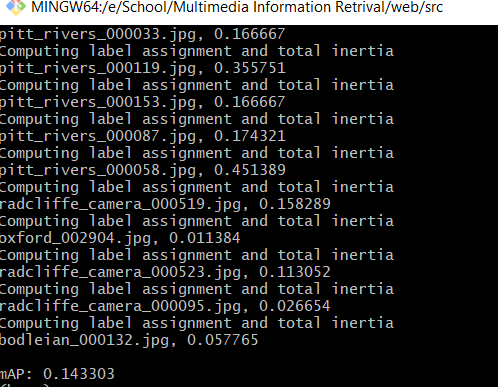 MINGW64:/e/School/Multimedia Information Retrival/web/src
pitt_rivers_000033.jpg, 0.166667
Computing label assignment and total inertia
pitt_rivers_000119.jpg, 0.355751
Computing label assignment and total inertia
pitt_rivers_000153.jpg, 0.166667
Computing label assignment and total inertia
pitt_rivers_000087.jpg, 0.174321
Computing label assignment and total inertia
pitt_rivers_000058.jpg, 0.451389
Computing label assignment and total inertia
radcliffe_camera_000519.jpg, 0.158289
Computing label assignment and total inertia
oxford_002904.jpg, 0.011384
Computing label assignment and total inertia
radcliffe_camera_000523.jpg, 0.113052
Computing label assignment and total inertia
radcliffe_camera_000095.jpg, 0.026654
Computing label assignment and total inertia
bodleian_000132.jpg, 0.057765
mAP: 0.143303